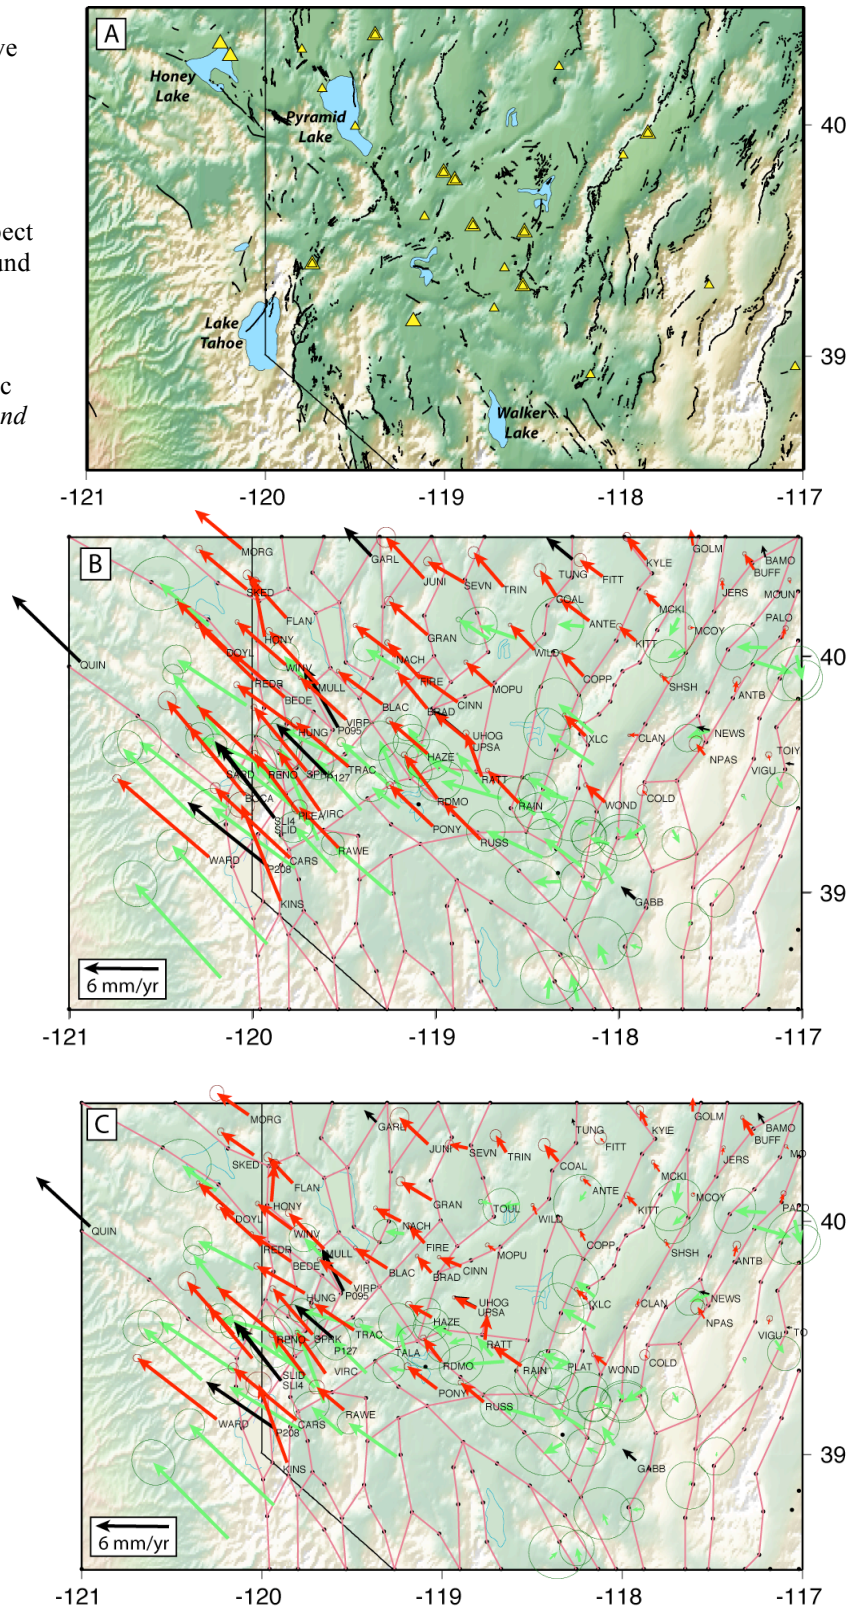 ve
A
Honey
Lake
Pyramid
Lake
40
pect
und
Lake
Tahoe
39
c
nd
Walker
Lake
-121
-120
-119
-118
-117
B
MORG
GARL
JUNI
SEVN
TRIN
TUNG
FITT
KYLE
GOLM
BAMO
BUFF
SKED
COAL
MCKI
JERS
MOUN
FLAN
GRAN
ANTE
MCOY
PALO
HONY
DOYL
WINV
NACH
WILD
KITT
40
QUIN
REDR
MULL
FIRE
MOPU
COPP
SHSH
ANTB
BEDE
CINN
BLAC
BRAD
HUNG
VIRP
P095
UHOG
UPSA
IXLC
CLAN
NEWS
HAZE
NPAS
TOIY
SARD
RENO
SPRK
P127
TRAC
RATT
VIGU
BOCA
RDMO
RAIN
WOND
COLD
SLI4
SLID
PLEA
VIRC
PONY
RUSS
WARD
P208
CARS
RAWE
KINS
GABB
39
6 mm/yr
-121
-120
-119
-118
-117
C
MORG
GARL
JUNI
SEVN
TRIN
TUNG
FITT
KYLE
GOLM
BAMO
BUFF
SKED
COAL
JERS
MO
FLAN
MCKI
ANTE
MCOY
HONY
GRAN
TOUL
KITT
PALO
DOYL
NACH
WILD
40
QUIN
WINV
REDR
MULL
FIRE
MOPU
COPP
SHSH
ANTB
BEDE
BLAC
BRAD
CINN
HUNG
VIRP
P095
UHOG
UPSA
IXLC
CLAN
NEWS
HAZE
NPAS
RENO
SPRK
TRAC
VIGU
TO
P127
TALA
RATT
RDMO
RAIN
PLAT
WOND
COLD
SLID
SLI4
VIRC
PONY
RUSS
WARD
P208
CARS
RAWE
KINS
GABB
39
6 mm/yr
-121
-120
-119
-118
-117